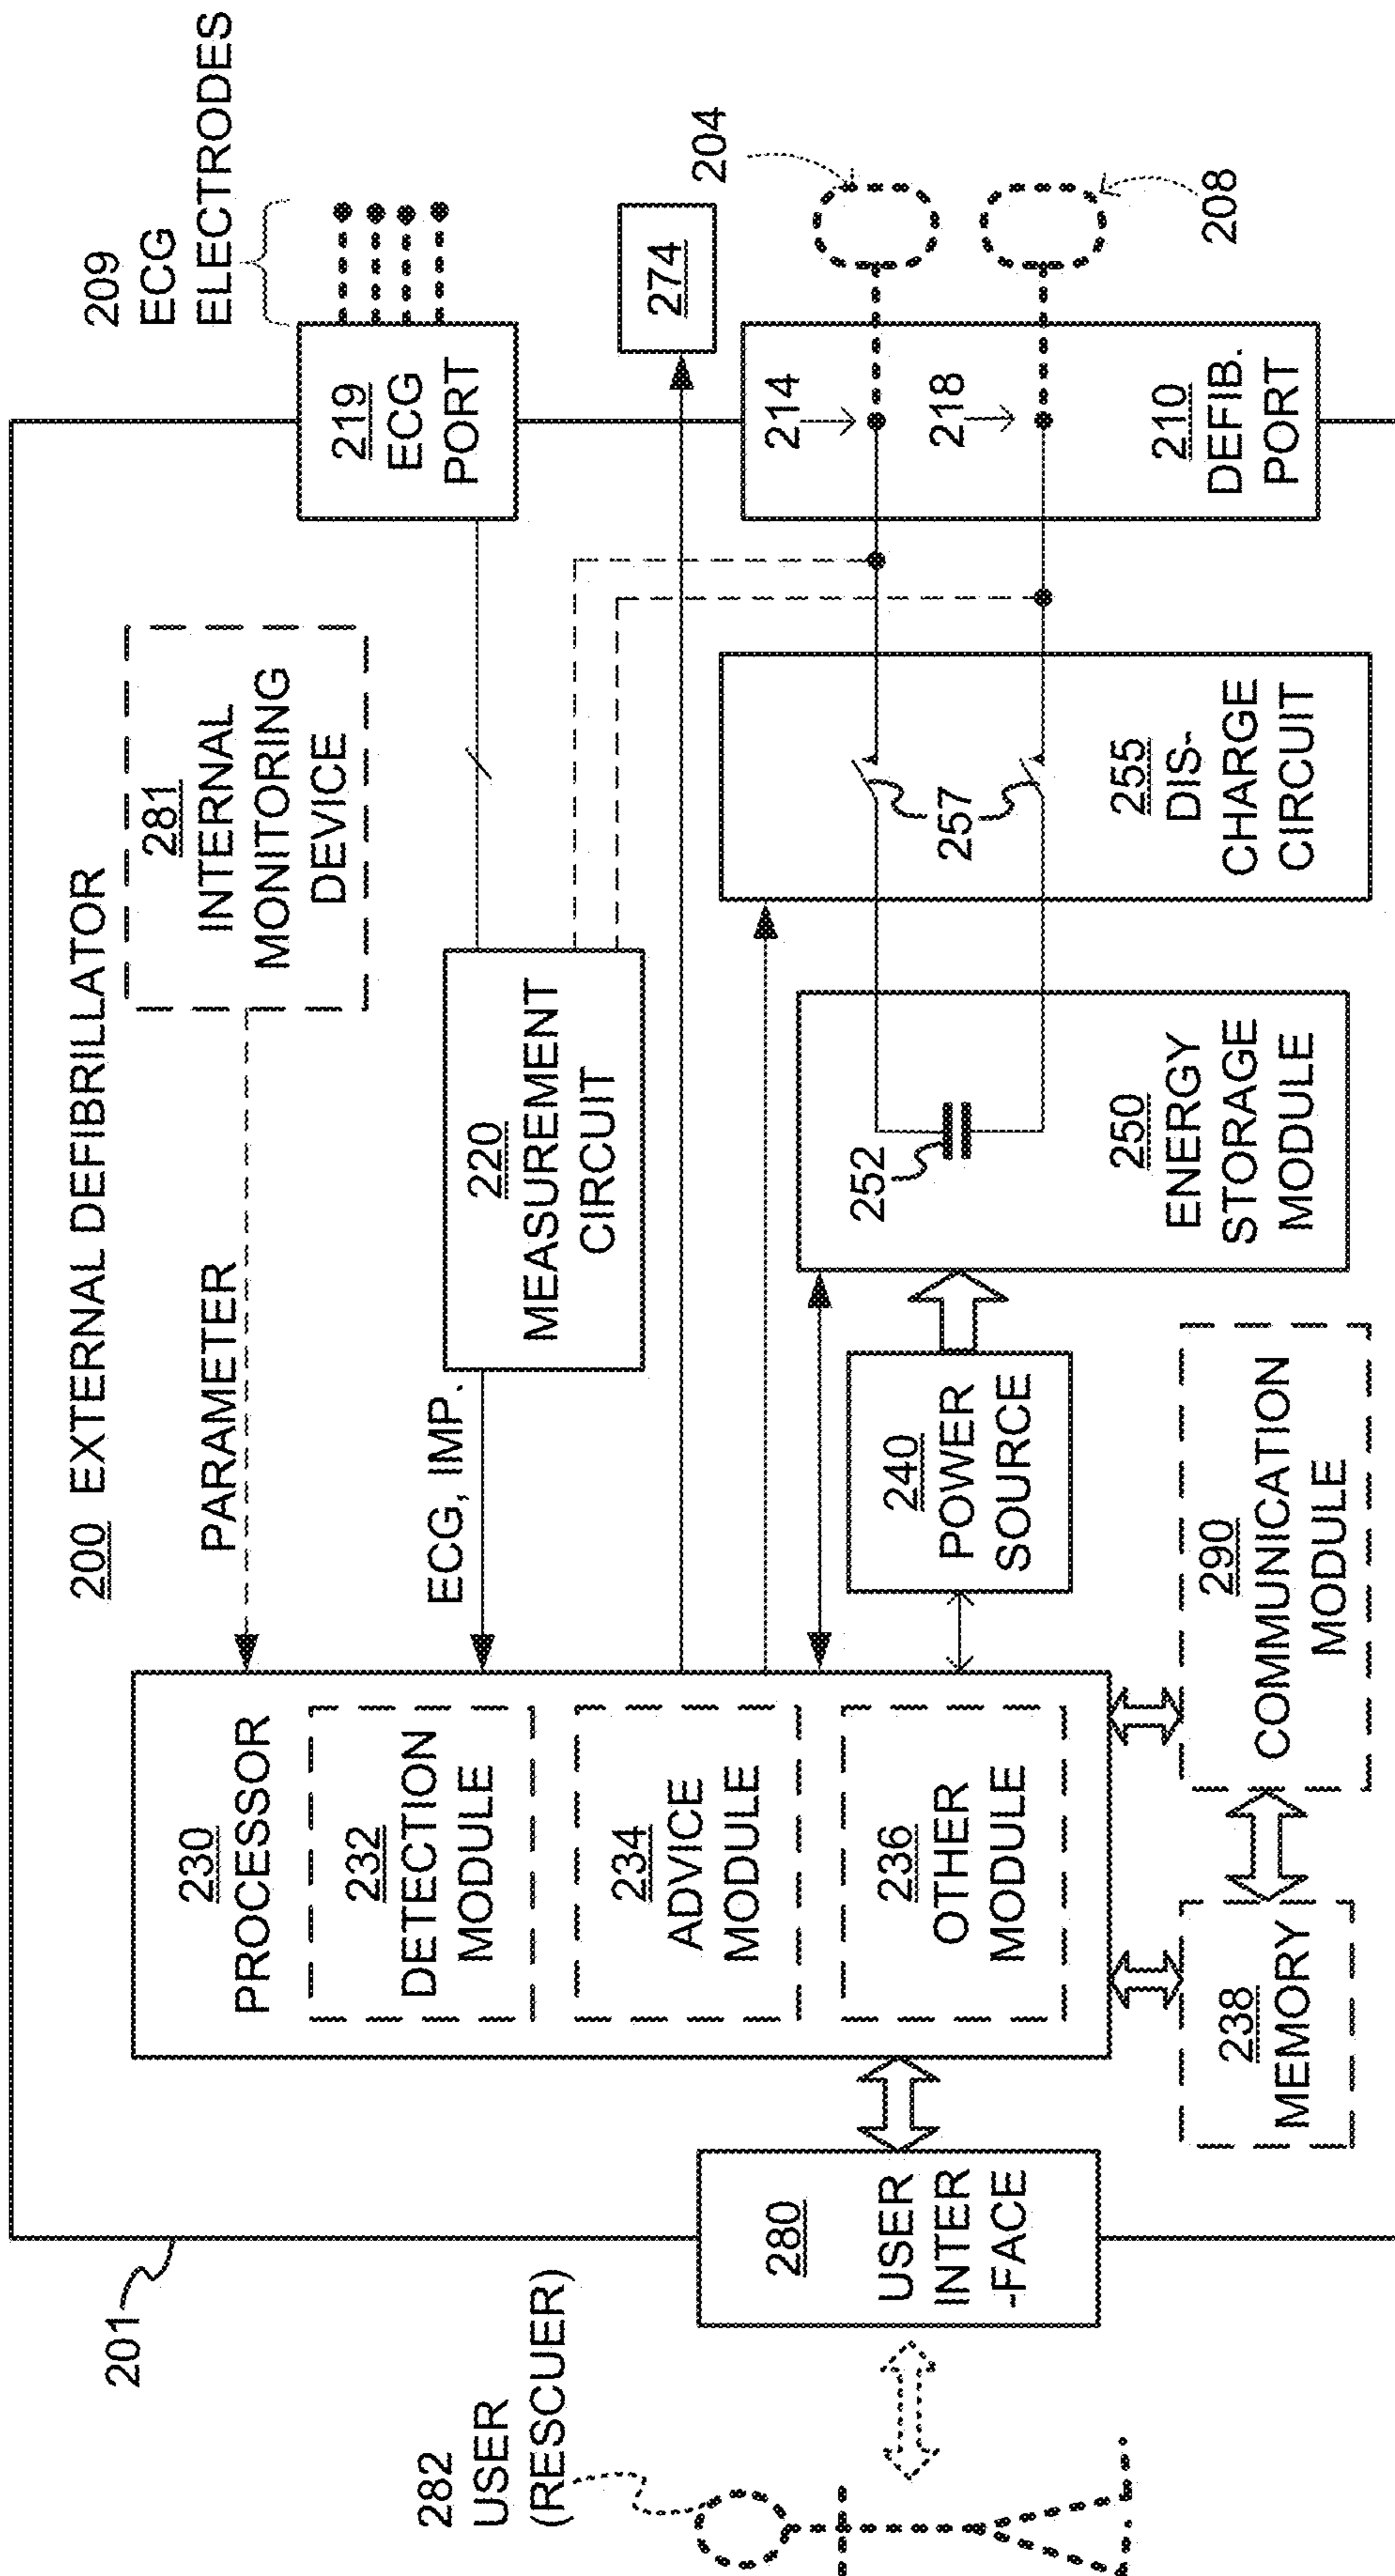 200 EXTERNAL DEFIBRILLATOR
201
282
USER
(RESCUER)
280
USER
INTER
-FACE
230
PROCESSOR
232
DETECTION
MODULE
234
ADVICE
MODULE
236
OTHER
MODULE
238
MEMORY
290
COMMUNICATION
MODULE
PARAMETER
281
INTERNAL
MONITORING
DEVICE
ECG, IMP.
220
MEASUREMENT
CIRCUIT
240
POWER
SOURCE
252
250
ENERGY
STORAGE
MODULE
257
255
DIS-
CHARGE
CIRCUIT
219
ECG
PORT
209
ECG
ELECTRODES
274
214
218
210
DEFIB.
PORT
204
208